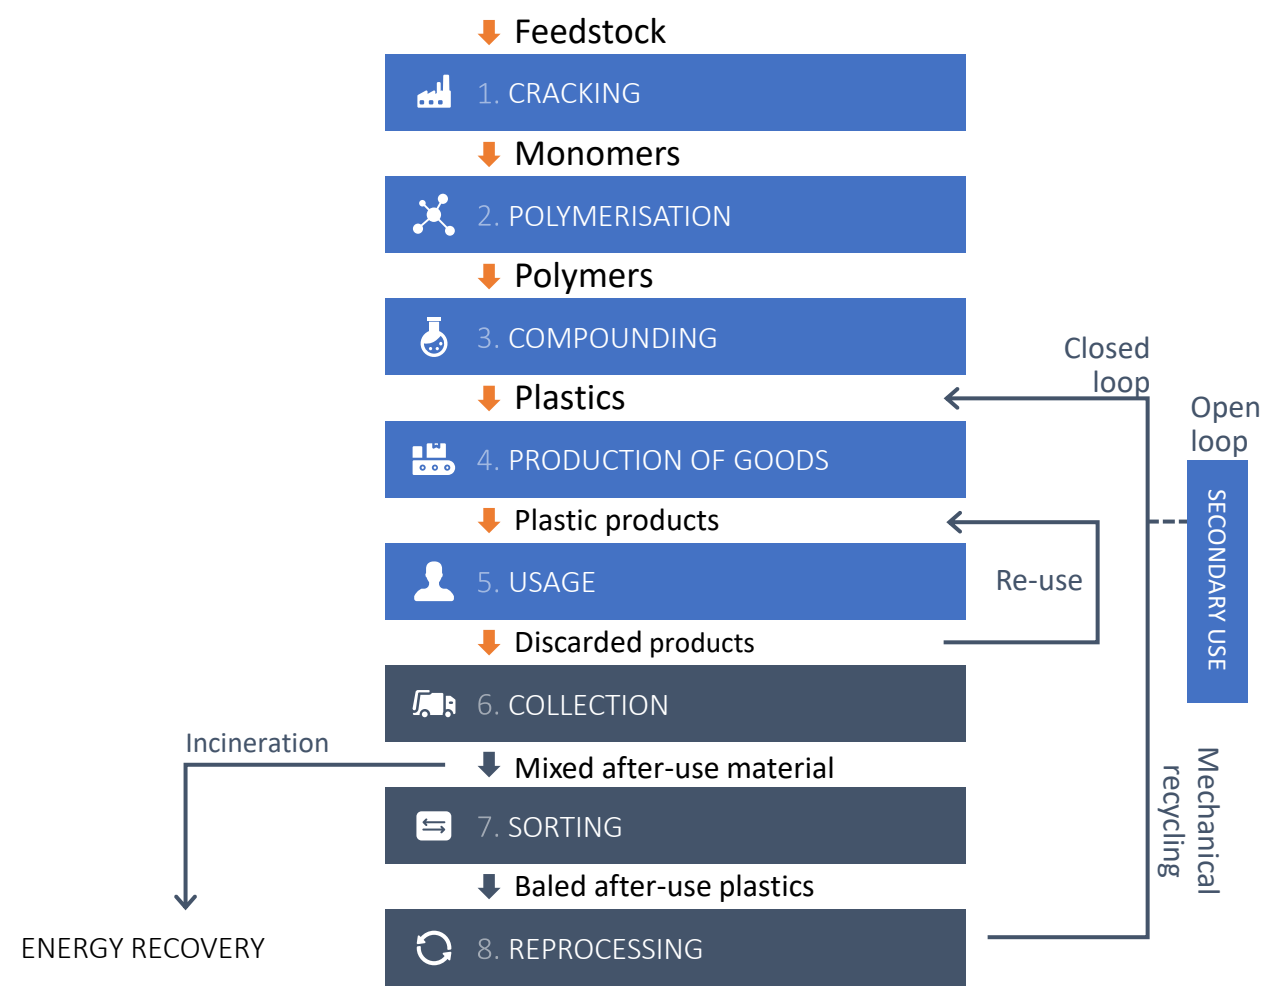 Feedstock
1. CRACKING
Monomers
2. POLYMERISATION
Polymers
3. COMPOUNDING
Closed
loop
Plastics
Open
loop
4. PRODUCTION OF GOODS
Plastic products
SECONDARY USE
5. USAGE
Re-use
Discarded products
6. COLLECTION
Incineration
Mixed after-use material
Mechanical
recycling
7. SORTING
Baled after-use plastics
8. REPROCESSING
ENERGY RECOVERY